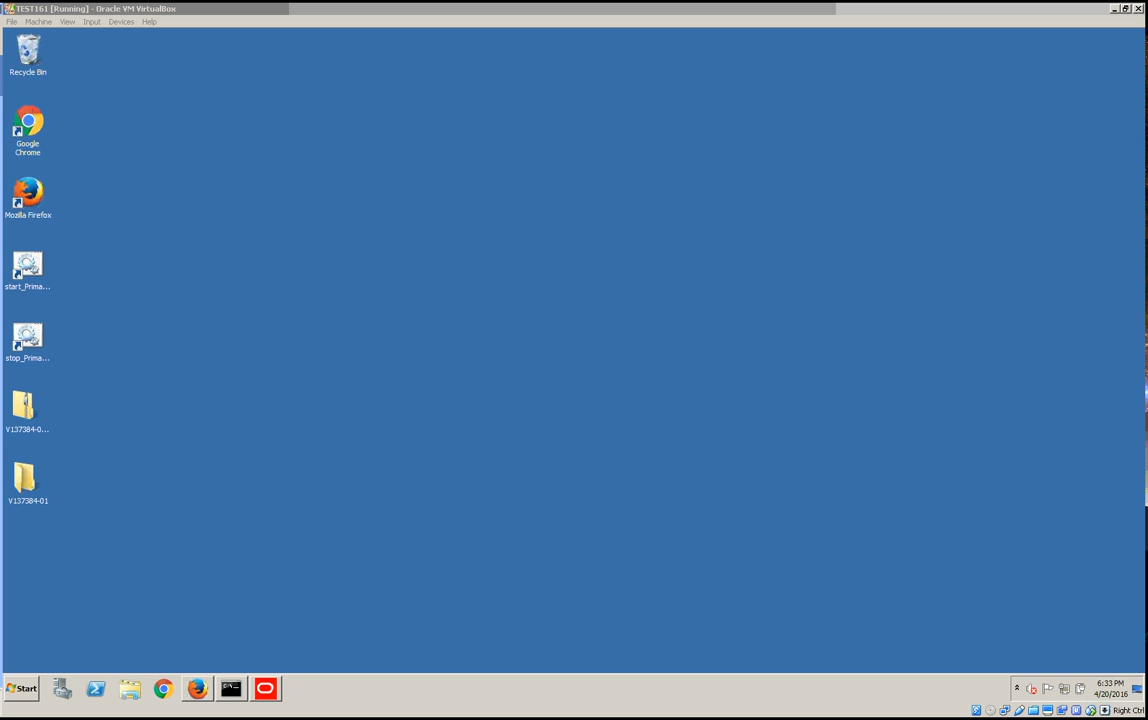 TEST161 [Running] - Oracle VM VirtualBox
File Machine View Input Devices Help
Recycle Bin
Google
Chrome
Mozilla Firefox
start_Prima...
stop_Prima...
V137384-0...
V137384-01
Start
6:33 PM
4/20/2016
Right Ctrl